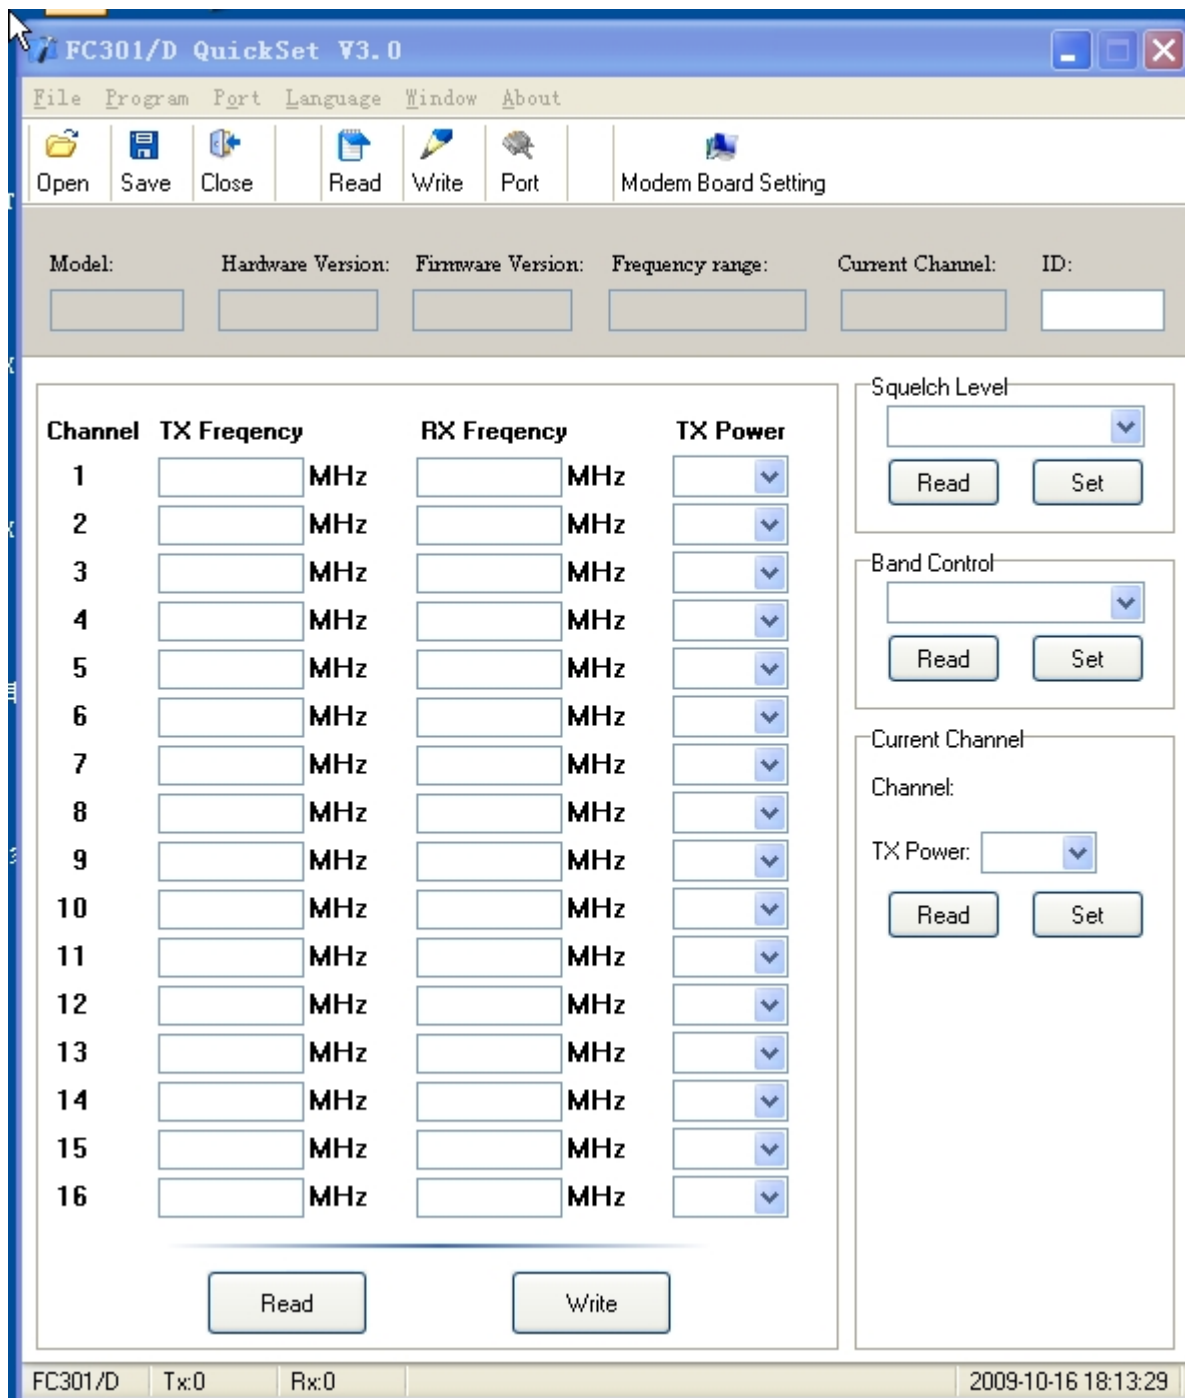 FC301/D QuickSet V3.0
File Program Port Language Window About
Open Save Close Read Write Port Modem Board Setting
Model: Hardware Version: Firmware Version: Frequency range: Current Channel: ID:
Channel TX Freqency RX Freqency TX Power
1 MHz MHz
2 MHz MHz
3 MHz MHz
4 MHz MHz
5 MHz MHz
6 MHz MHz
7 MHz MHz
8 MHz MHz
9 MHz MHz
10 MHz MHz
11 MHz MHz
12 MHz MHz
13 MHz MHz
14 MHz MHz
15 MHz MHz
16 MHz MHz
Read Write
Squelch Level
Read Set
Band Control
Read Set
Current Channel
Channel:
TX Power:
Read Set
FC301/D Tx:0 Rx:0 2009-10-16 18:13:29